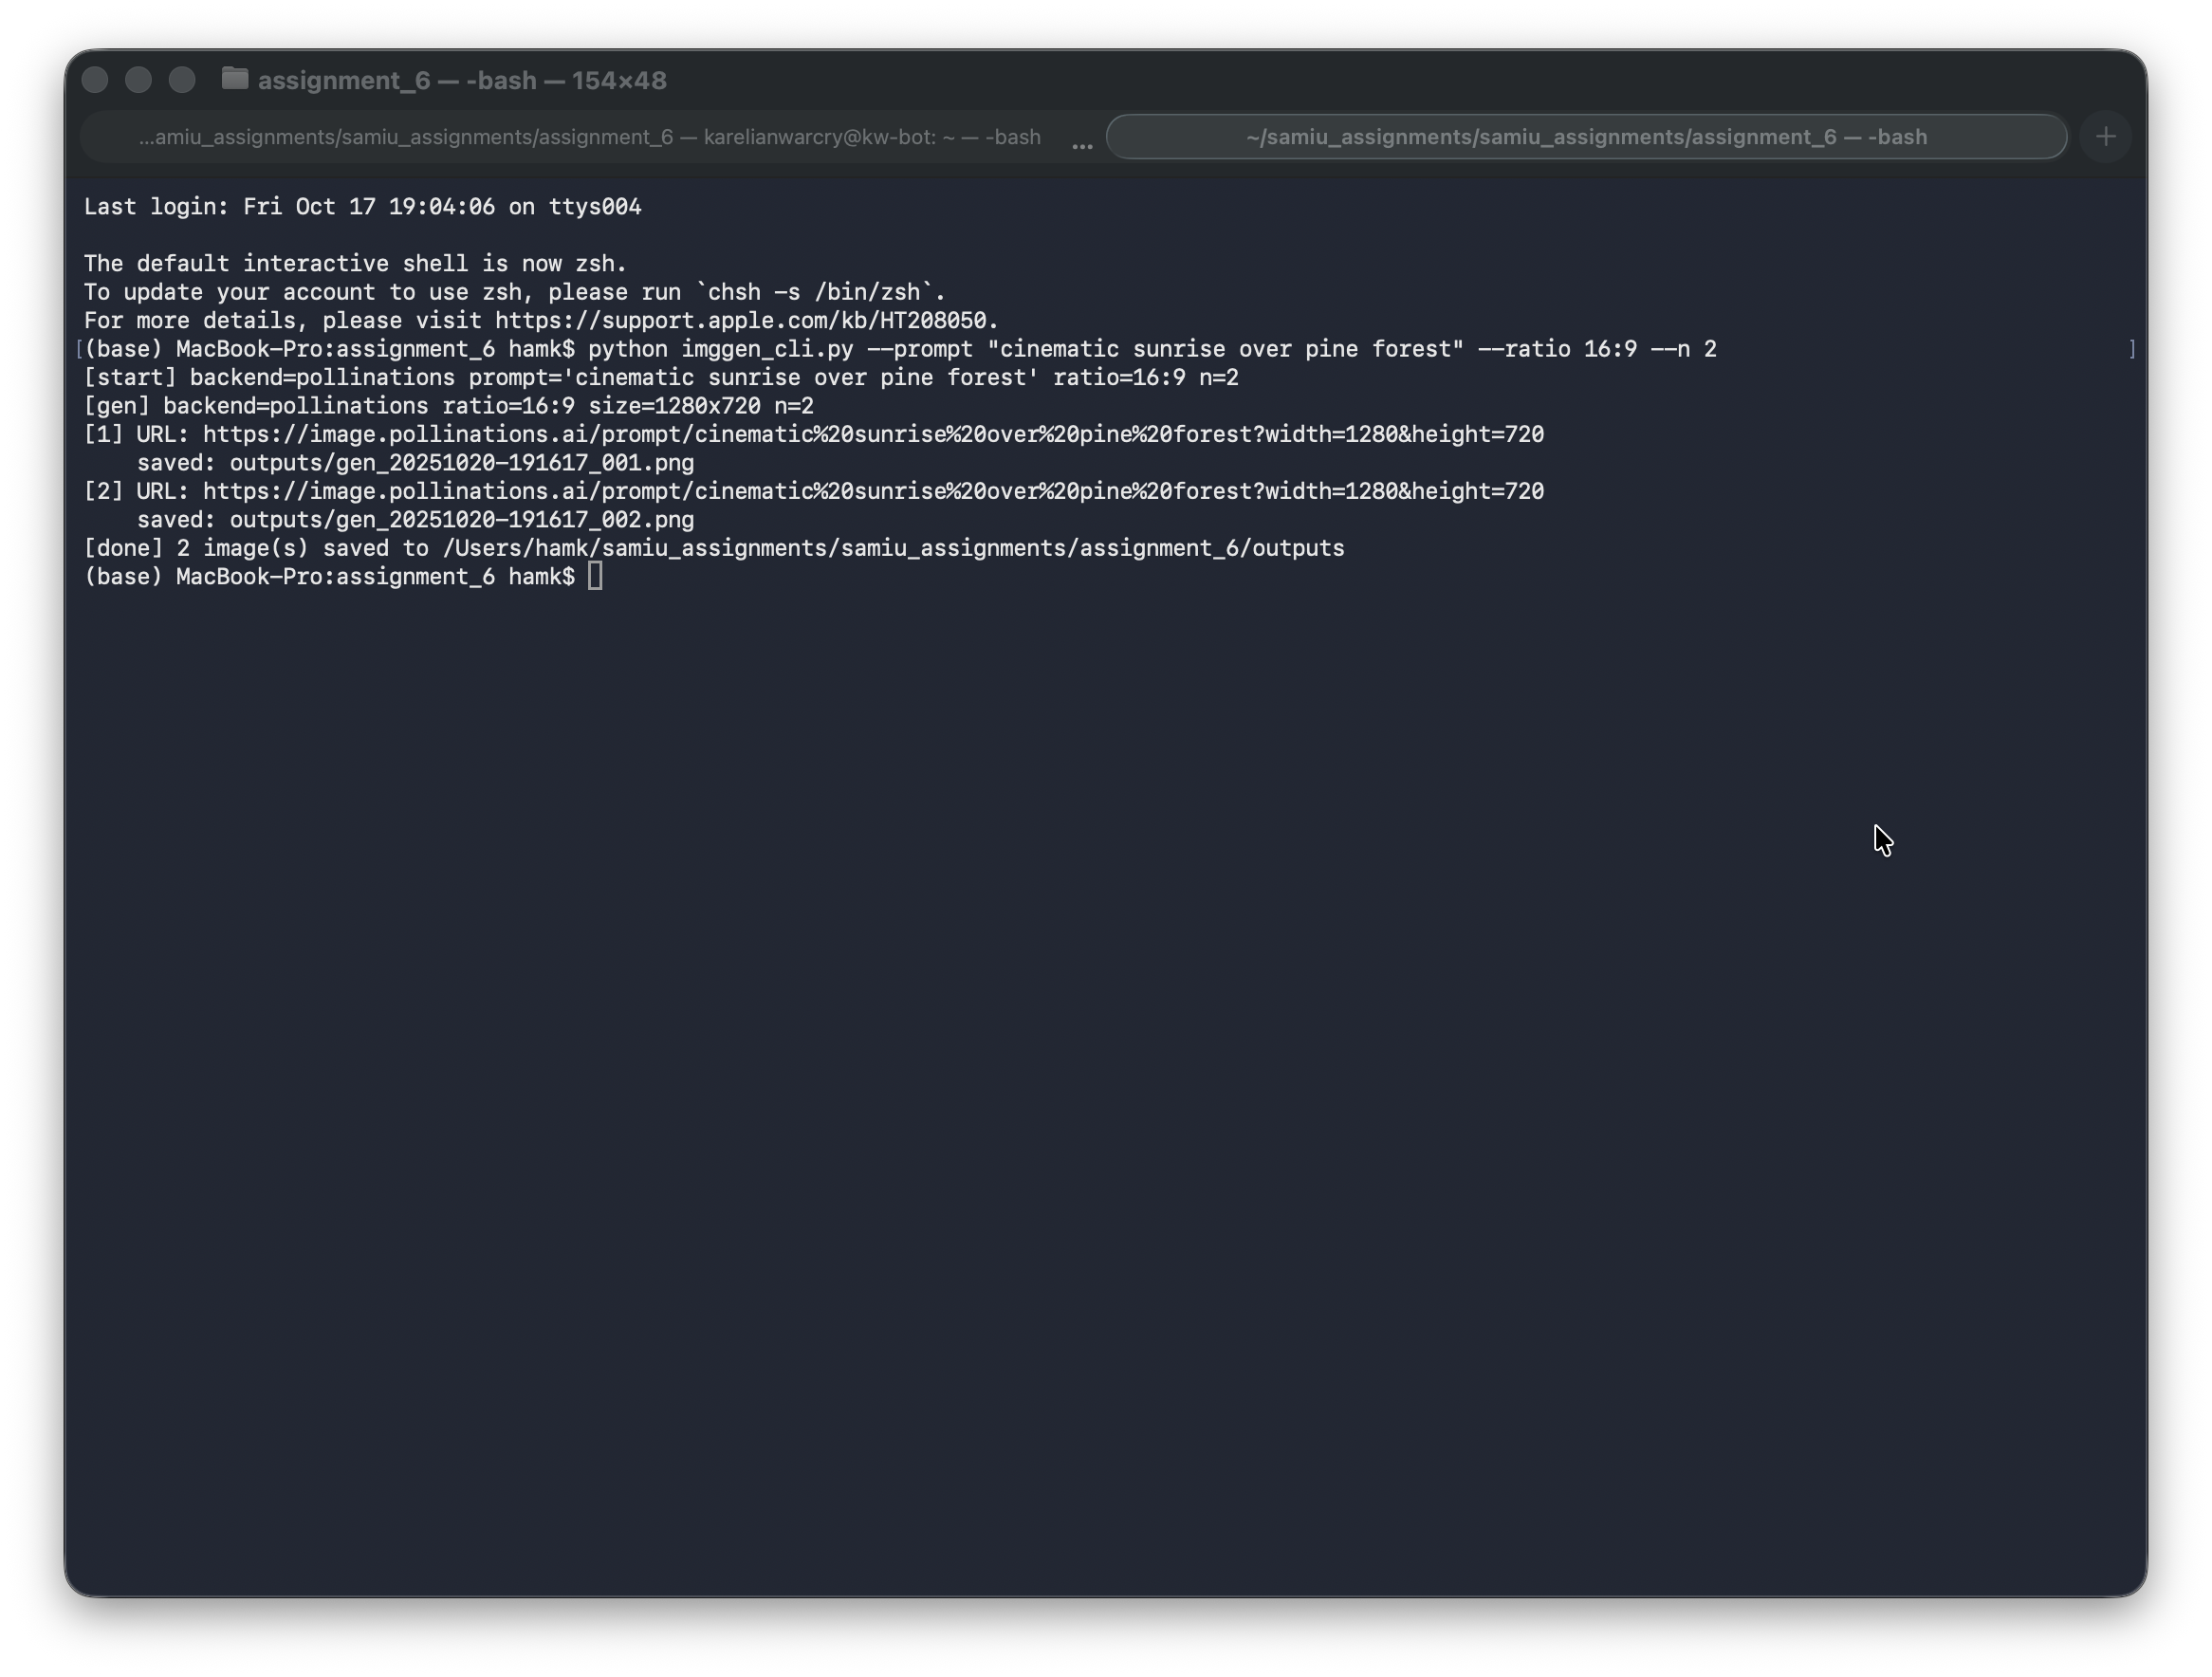 assignment_6 — -bash — 154×48
...amiu_assignments/samiu_assignments/assignment_6 — karelianwarcry@kw-bot: ~ — -bash ... ~/samiu_assignments/samiu_assignments/assignment_6 — -bash +
Last login: Fri Oct 17 19:04:06 on ttys004
The default interactive shell is now zsh.
To update your account to use zsh, please run `chsh -s /bin/zsh`.
For more details, please visit https://support.apple.com/kb/HT208050.
[(base) MacBook-Pro:assignment_6 hamk$ python imggen_cli.py --prompt "cinematic sunrise over pine forest" --ratio 16:9 --n 2 ]
[start] backend=pollinations prompt='cinematic sunrise over pine forest' ratio=16:9 n=2
[gen] backend=pollinations ratio=16:9 size=1280x720 n=2
[1] URL: https://image.pollinations.ai/prompt/cinematic%20sunrise%20over%20pine%20forest?width=1280&height=720
    saved: outputs/gen_20251020-191617_001.png
[2] URL: https://image.pollinations.ai/prompt/cinematic%20sunrise%20over%20pine%20forest?width=1280&height=720
    saved: outputs/gen_20251020-191617_002.png
[done] 2 image(s) saved to /Users/hamk/samiu_assignments/samiu_assignments/assignment_6/outputs
(base) MacBook-Pro:assignment_6 hamk$